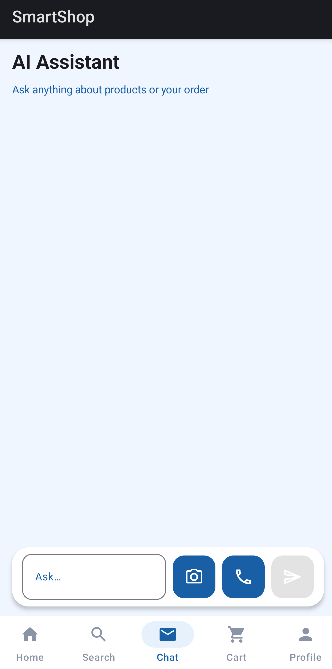 SmartShop
AI Assistant
Ask anything about products or your order
Ask…
Home Search Chat Cart Profile